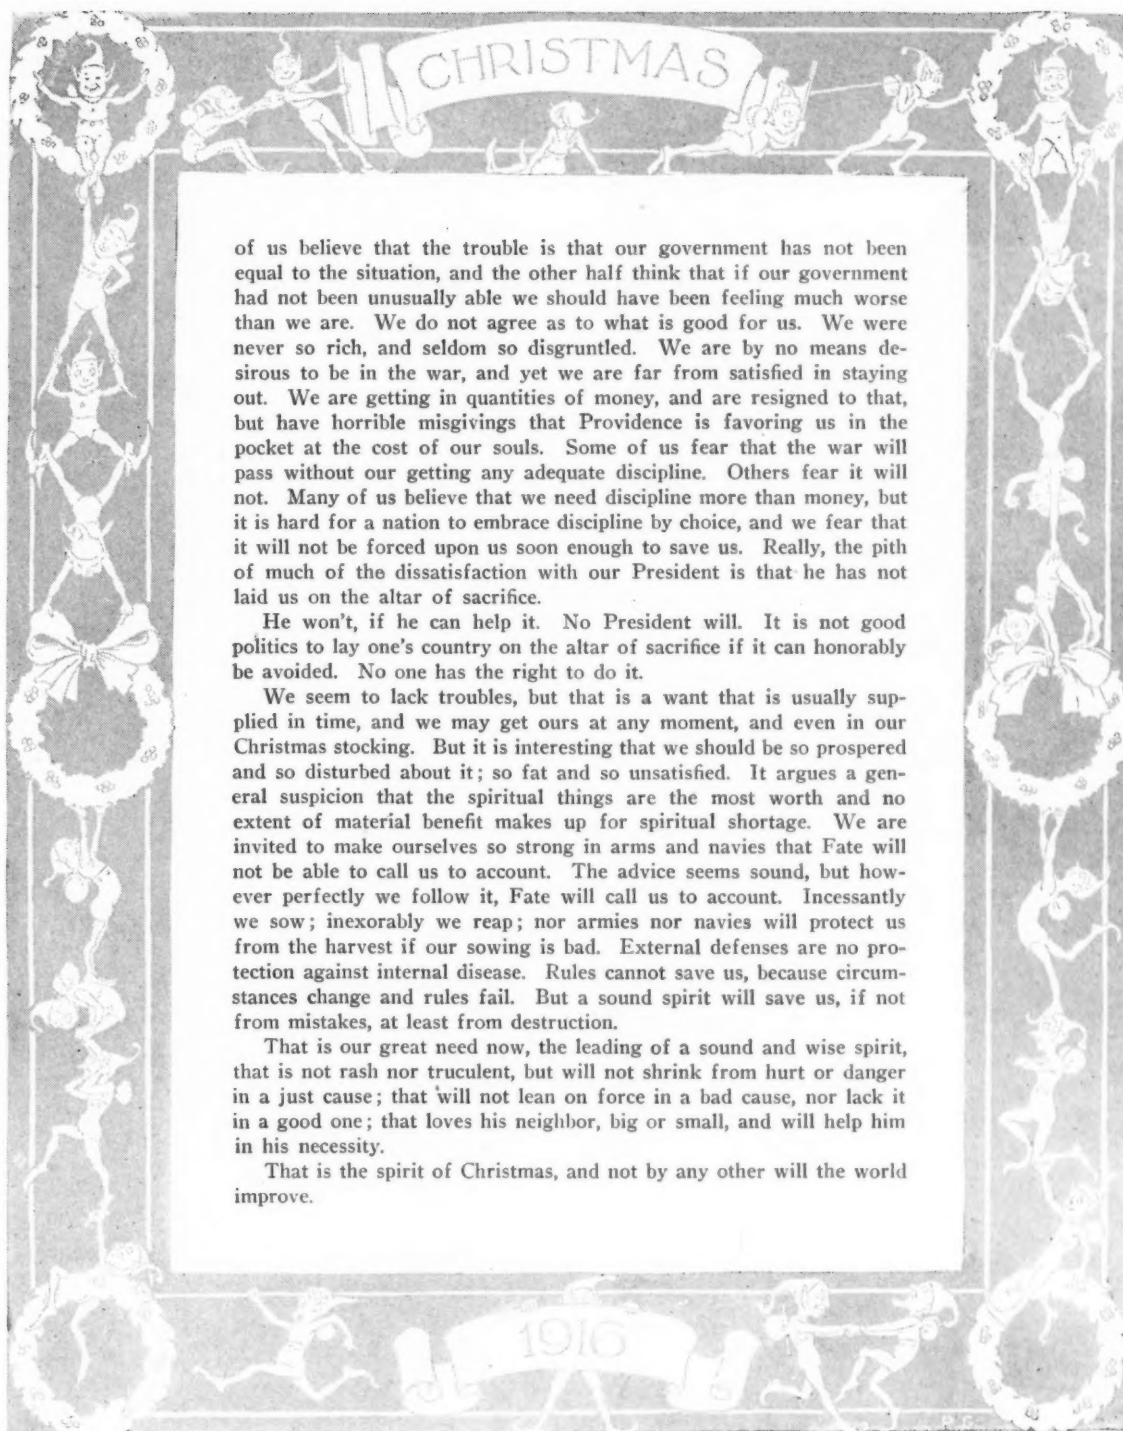 CHRISTMAS
of us believe that the trouble is that our government has not been
equal to the situation, and the other half think that if our government
had not been unusually able we should have been feeling much worse
than we are. We do not agree as to what is good for us. We were
never so rich, and seldom so disgruntled. We are by no means de-
sirous to be in the war, and yet we are far from satisfied in staying
out. We are getting in quantities of money, and are resigned to that,
but have horrible misgivings that Providence is favoring us in the
pocket at the cost of our souls. Some of us fear that the war will
pass without our getting any adequate discipline. Others fear it will
not. Many of us believe that we need discipline more than money, but
it is hard for a nation to embrace discipline by choice, and we fear that
it will not be forced upon us soon enough to save us. Really, the pith
of much of the dissatisfaction with our President is that he has not
laid us on the altar of sacrifice.
He won't, if he can help it. No President will. It is not good
politics to lay one's country on the altar of sacrifice if it can honorably
be avoided. No one has the right to do it.
We seem to lack troubles, but that is a want that is usually sup-
plied in time, and we may get ours at any moment, and even in our
Christmas stocking. But it is interesting that we should be so prospered
and so disturbed about it; so fat and so unsatisfied. It argues a gen-
eral suspicion that the spiritual things are the most worth and no
extent of material benefit makes up for spiritual shortage. We are
invited to make ourselves so strong in arms and navies that Fate will
not be able to call us to account. The advice seems sound, but how-
ever perfectly we follow it, Fate will call us to account. Incessantly
we sow; inexorably we reap; nor armies nor navies will protect us
from the harvest if our sowing is bad. External defenses are no pro-
tection against internal disease. Rules cannot save us, because circum-
stances change and rules fail. But a sound spirit will save us, if not
from mistakes, at least from destruction.
That is our great need now, the leading of a sound and wise spirit,
that is not rash nor truculent, but will not shrink from hurt or danger
in a just cause; that will not lean on force in a bad cause, nor lack it
in a good one; that loves his neighbor, big or small, and will help him
in his necessity.
That is the spirit of Christmas, and not by any other will the world
improve.
1916